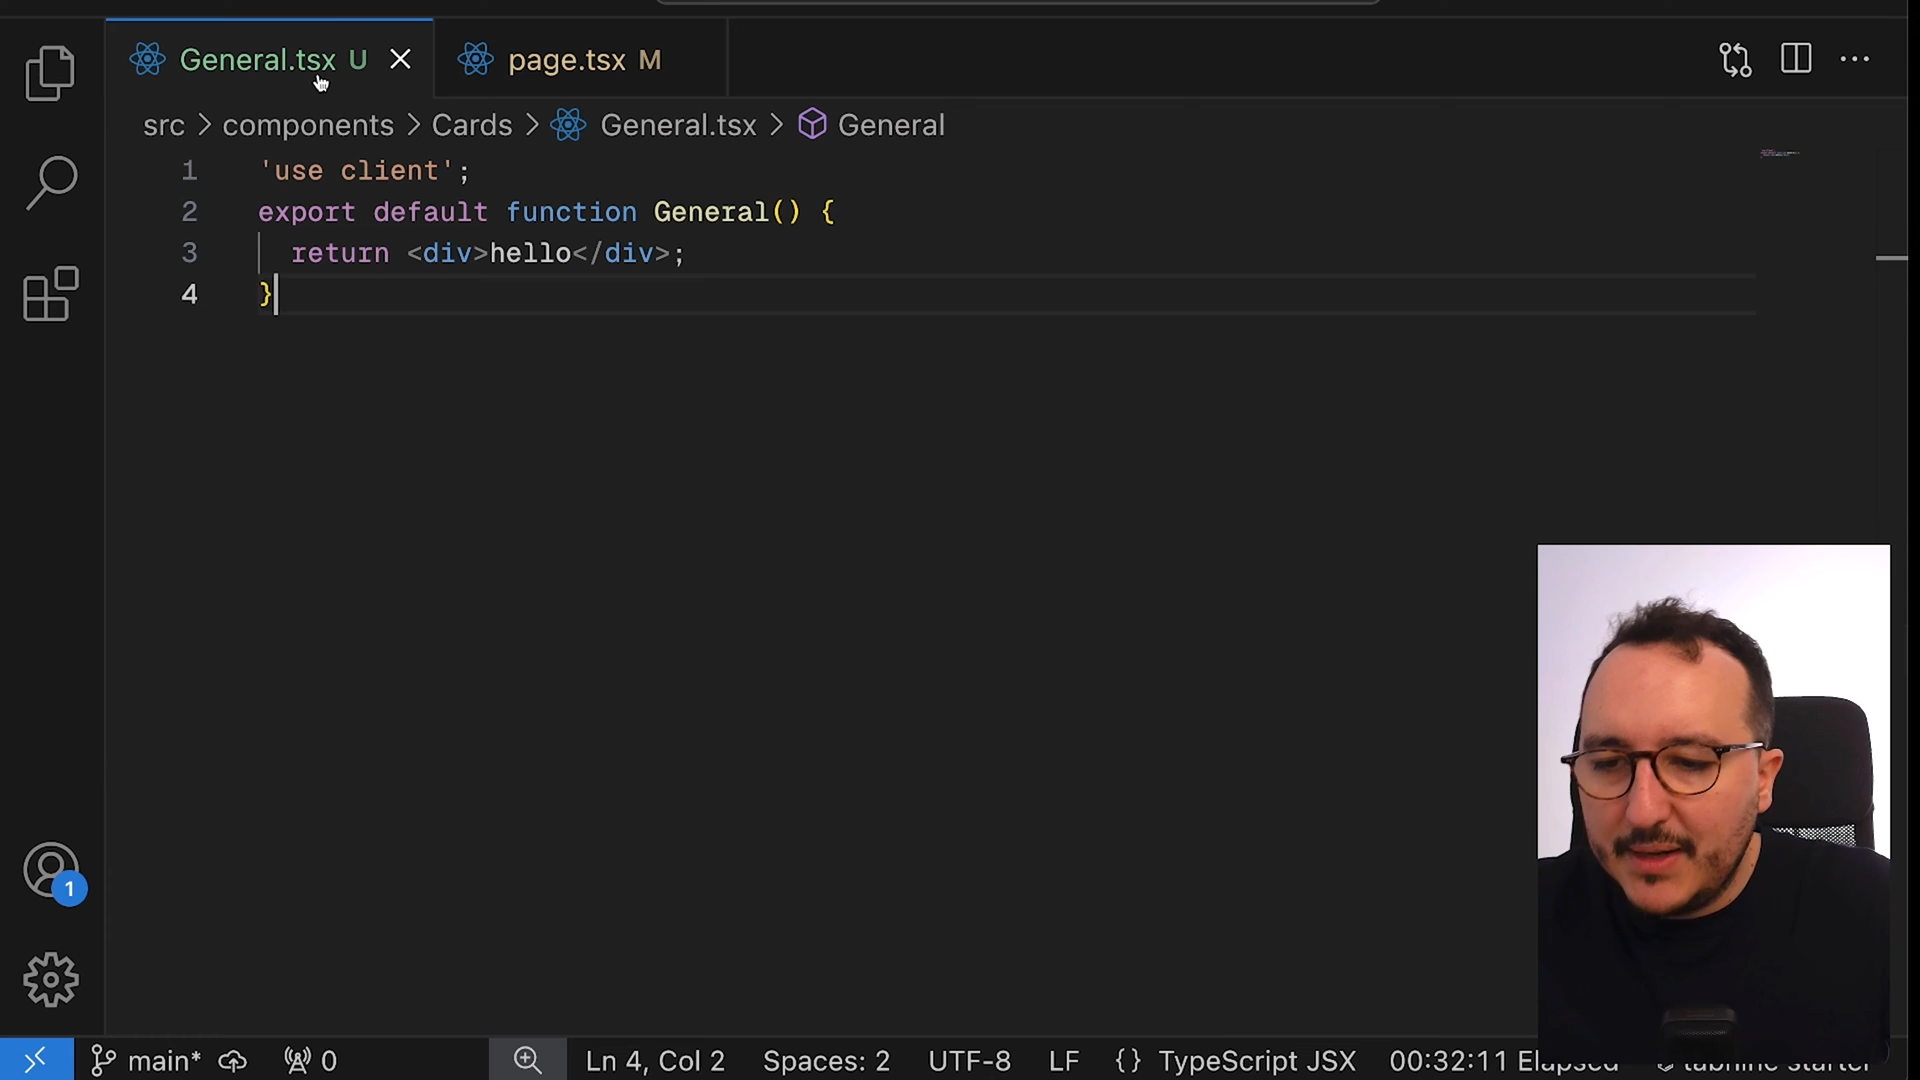 General.tsx U
page.tsx M
src > components > Cards > General.tsx > General
1 'use client';
2 export default function General() {
3 return <div>hello</div>;
4 }
1
main*
0
Ln 4, Col 2
Spaces: 2
UTF-8
LF
{} TypeScript JSX
00:32:11 Elapsed
tabnine starter